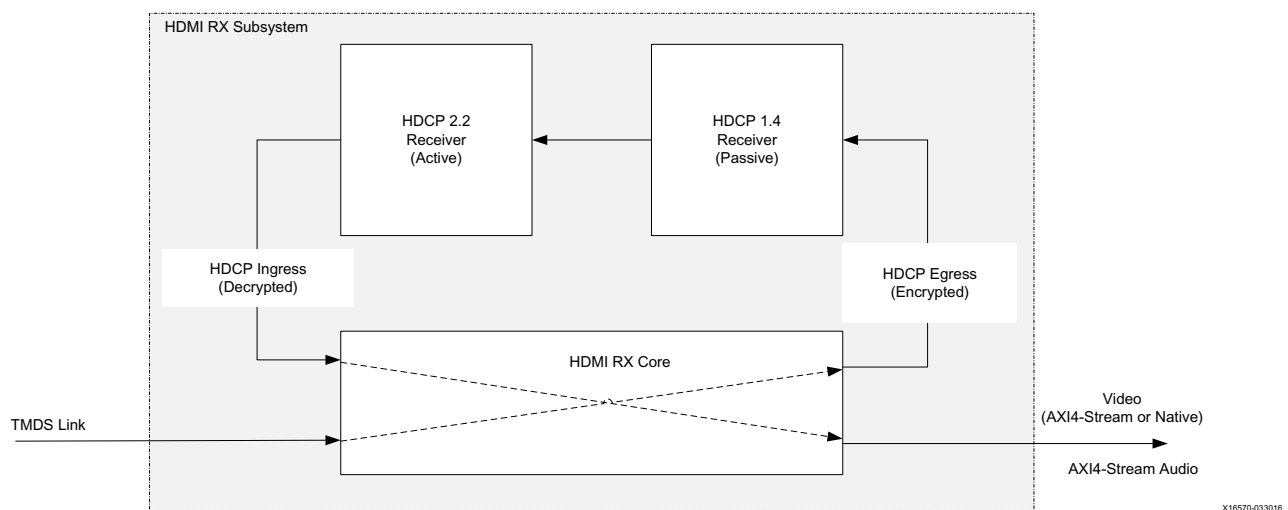 HDMI RX Subsystem
HDCP 2.2
Receiver
(Active)
HDCP 1.4
Receiver
(Passive)
HDCP Ingress
(Decrypted)
HDCP Egress
(Encrypted)
HDMI RX Core
TMDS Link
Video
(AXI4-Stream or Native)
AXI4-Stream Audio
X16570-033016